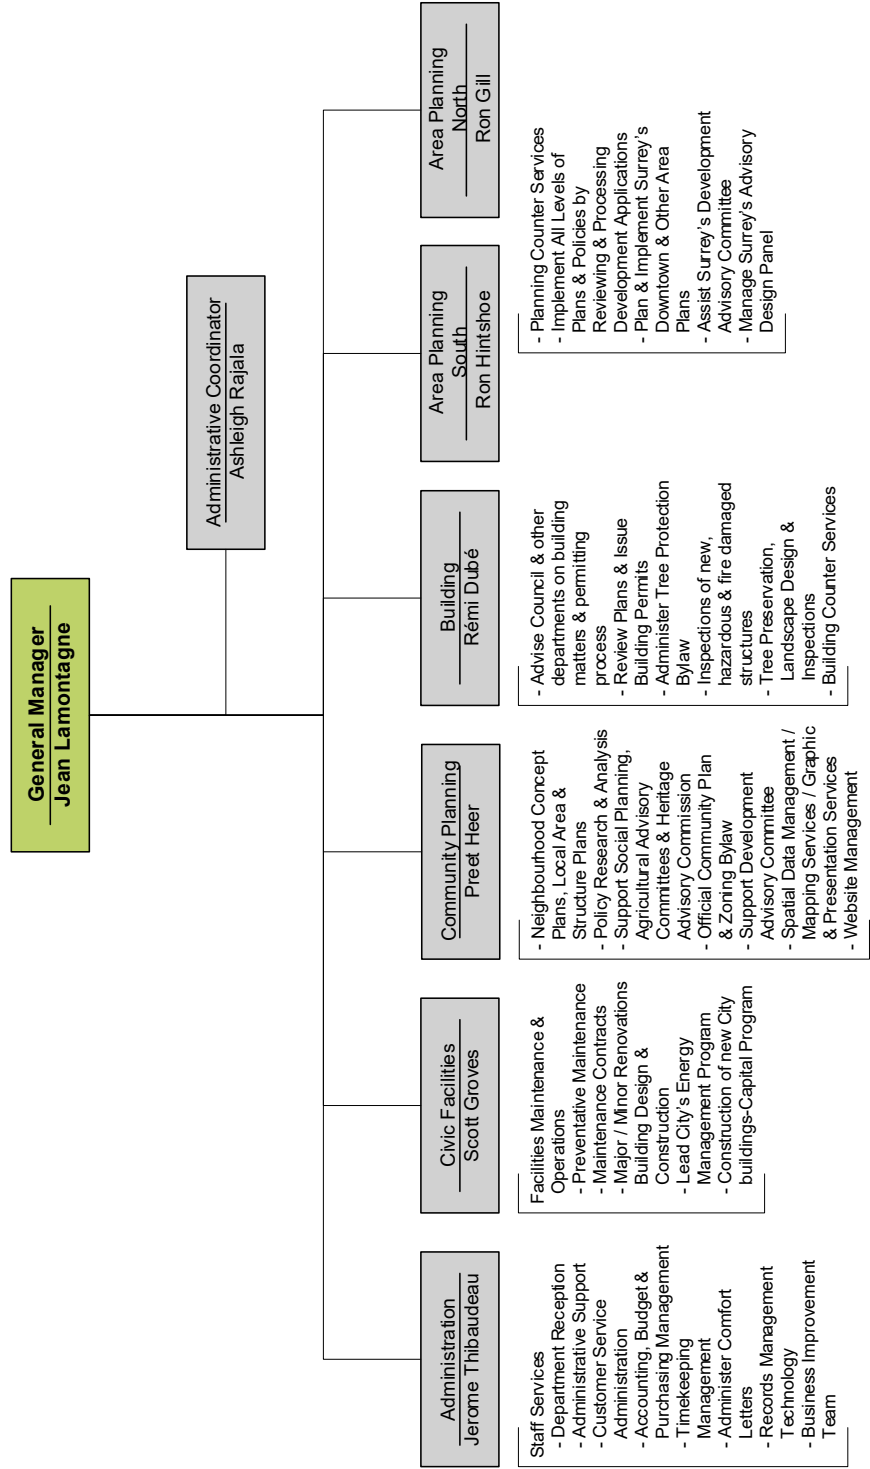 General Manager
Jean Lamontagne
Administrative Coordinator
Ashleigh Rajala
Administration
Jerome Thibaudeau
Staff Services
- Department Reception
- Administrative Support
- Customer Service
Administration
- Accounting, Budget &
Purchasing Management
- Timekeeping
Management
- Administer Comfort
Letters
- Records Management
Technology
- Business Improvement
Team
Civic Facilities
Scott Groves
Facilities Maintenance &
Operations
- Preventative Maintenance
- Maintenance Contracts
- Major / Minor Renovations
Building Design &
Construction
- Lead City's Energy
Management Program
- Construction of new City
buildings-Capital Program
Community Planning
Preet Heer
- Neighbourhood Concept
Plans, Local Area &
Structure Plans
- Policy Research & Analysis
- Support Social Planning,
Agricultural Advisory
Committees & Heritage
Advisory Commission
- Official Community Plan
& Zoning Bylaw
- Support Development
Advisory Committee
- Spatial Data Management /
Mapping Services / Graphic
& Presentation Services
- Website Management
Building
Rémi Dubé
- Advise Council & other
departments on building
matters & permitting
process
- Review Plans & Issue
Building Permits
- Administer Tree Protection
Bylaw
- Inspections of new,
hazardous & fire damaged
structures
- Tree Preservation,
Landscape Design &
Inspections
- Building Counter Services
Area Planning
South
Ron Hintshoe
Area Planning
North
Ron Gill
- Planning Counter Services
- Implement All Levels of
Plans & Policies by
Reviewing & Processing
Development Applications
- Plan & Implement Surrey's
Downtown & Other Area
Plans
- Assist Surrey's Development
Advisory Committee
- Manage Surrey's Advisory
Design Panel